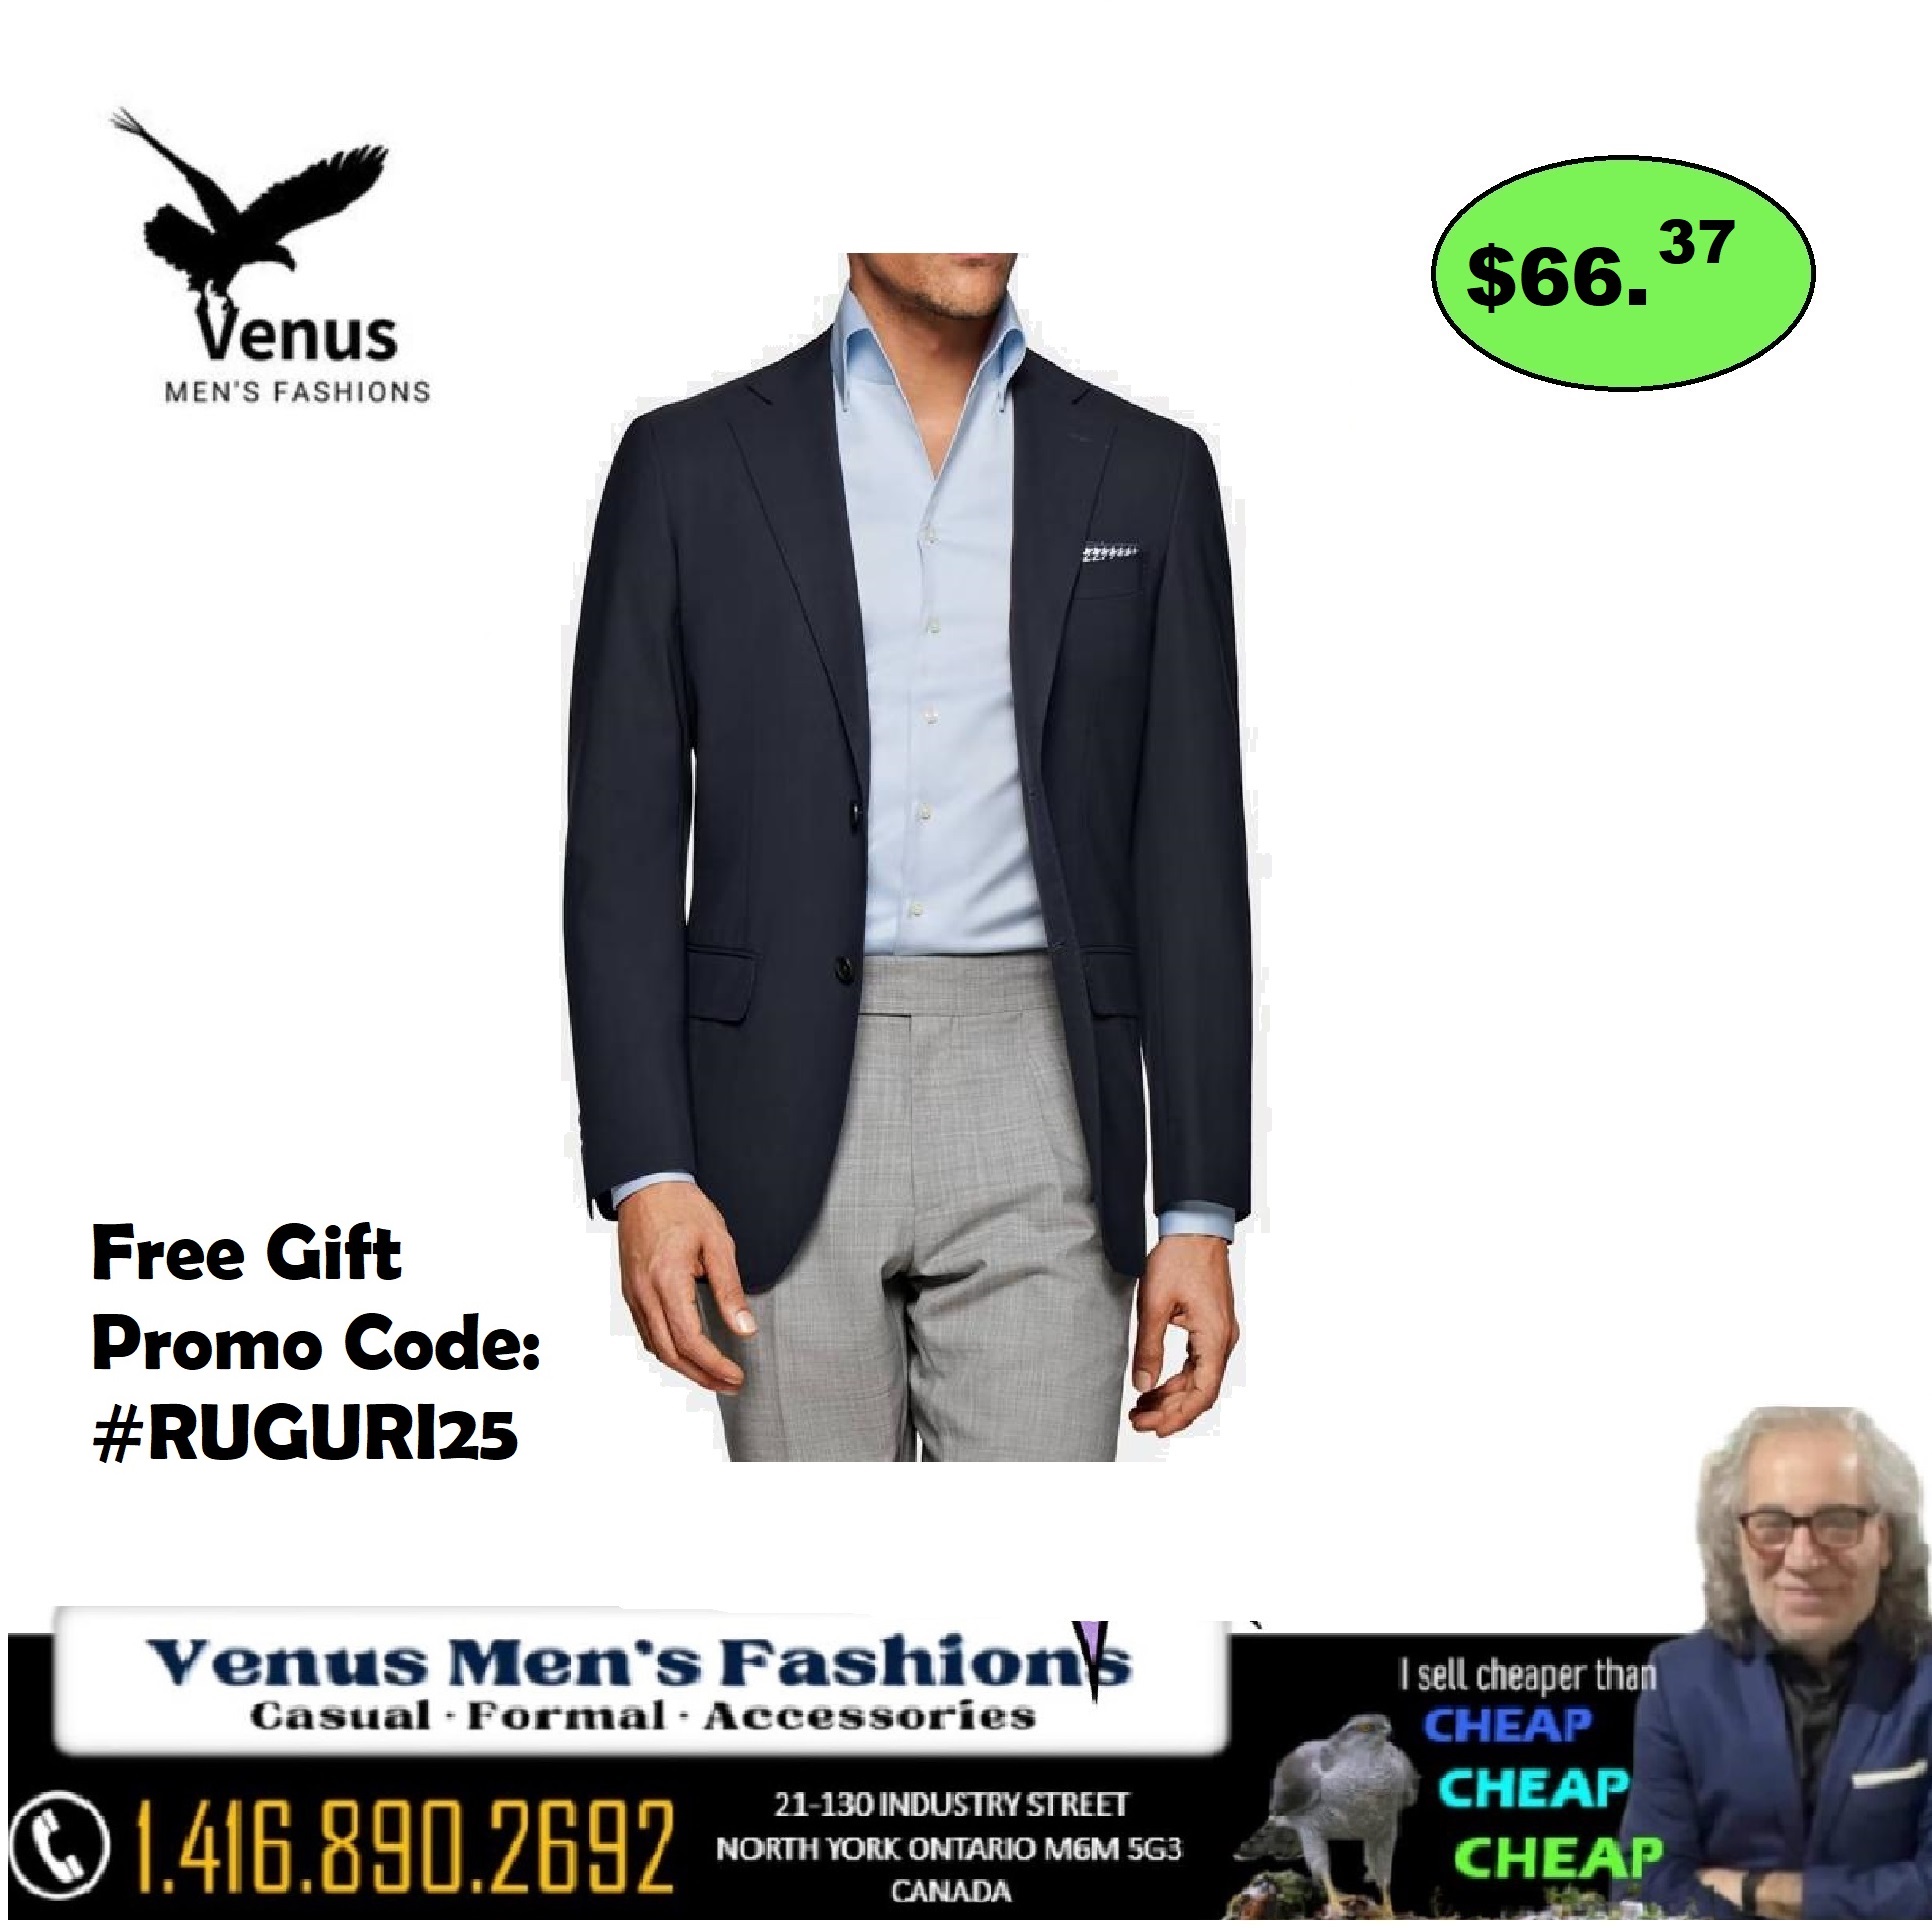 Venus
MEN'S FASHIONS
$66.37
Free Gift
Promo Code:
#RUGURI25
Venus Men's Fashions
Casual · Formal · Accessories
1.416.890.2692
21-130 INDUSTRY STREET
NORTH YORK ONTARIO M6M 5G3
CANADA
I sell cheaper than
CHEAP
CHEAP
CHEAP